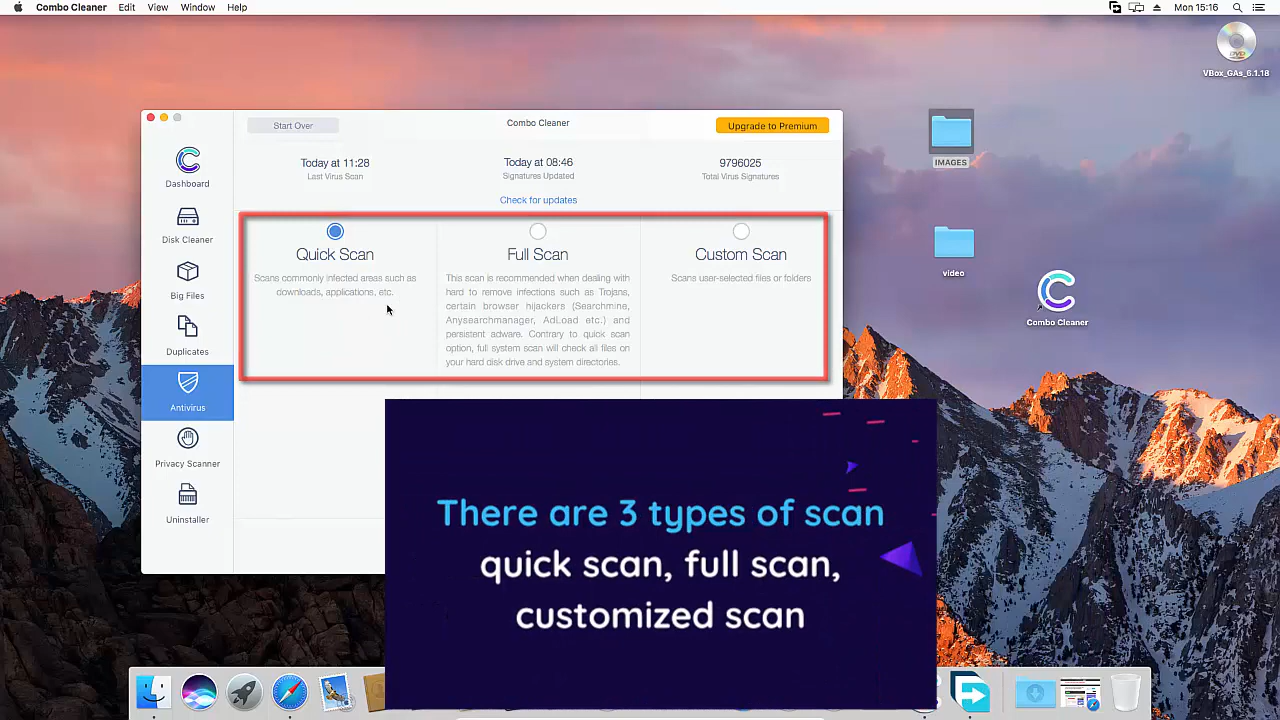 Combo Cleaner Edit View Window Help
Mon 15:16
VBox_GAs_6.1.18
Start Over
Combo Cleaner
Upgrade to Premium
Today at 11:28
Last Virus Scan
Today at 08:46
Signatures Updated
9796025
Total Virus Signatures
Check for updates
Dashboard
Disk Cleaner
Big Files
Duplicates
Antivirus
Privacy Scanner
Uninstaller
Quick Scan
Scans commonly infected areas such as
downloads, applications, etc.
Full Scan
This scan is recommended when dealing with
hard to remove infections such as Trojans,
certain browser hijackers (Searchmine,
Anysearchmanager, AdLoad etc.) and
persistent adware. Contrary to quick scan
option, full system scan will check all files on
your hard disk drive and system directories.
Custom Scan
Scans user-selected files or folders
IMAGES
video
Combo Cleaner
There are 3 types of scan
quick scan, full scan,
customized scan